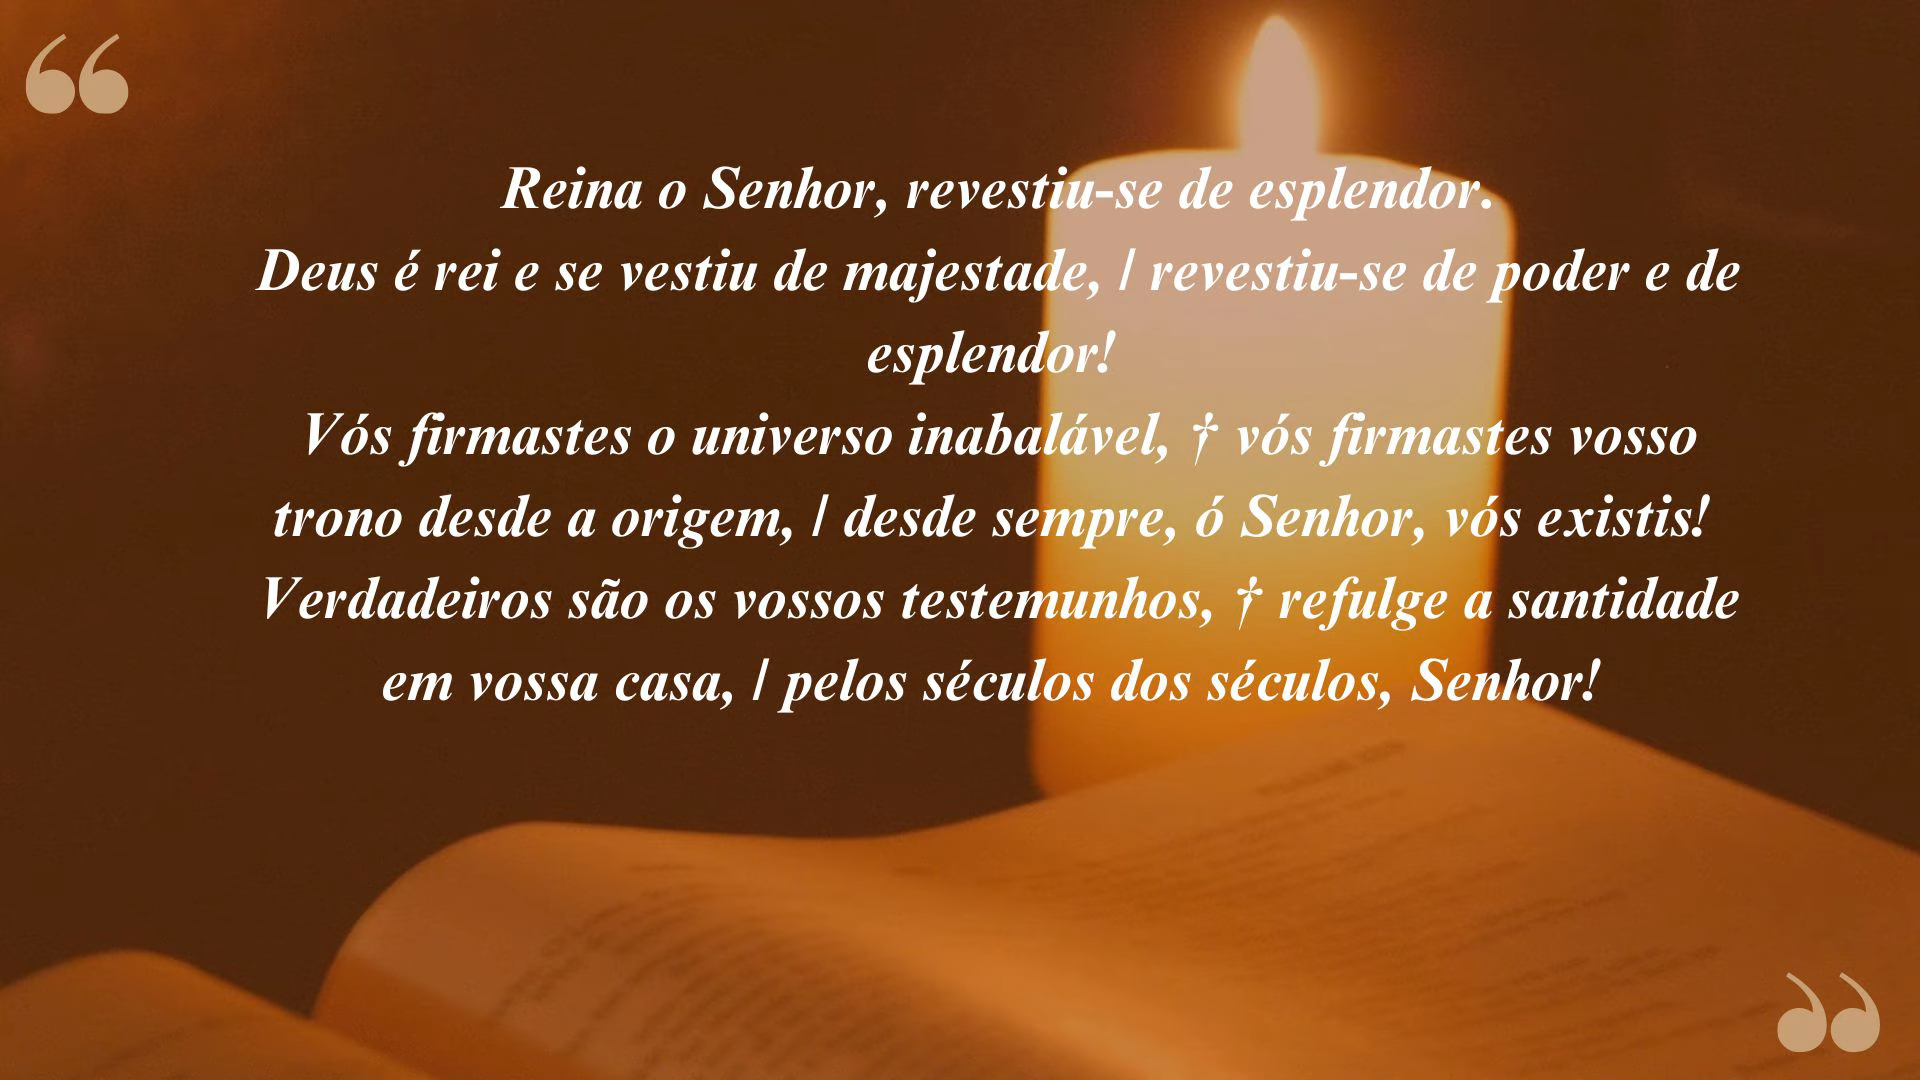 Reina o Senhor, revestiu-se de esplendor.
Deus é rei e se vestiu de majestade, / revestiu-se de poder e de
esplendor!
Vós firmastes o universo inabalável, † vós firmastes vosso
trono desde a origem, / desde sempre, ó Senhor, vós existis!
Verdadeiros são os vossos testemunhos, † refulge a santidade
em vossa casa, / pelos séculos dos séculos, Senhor!